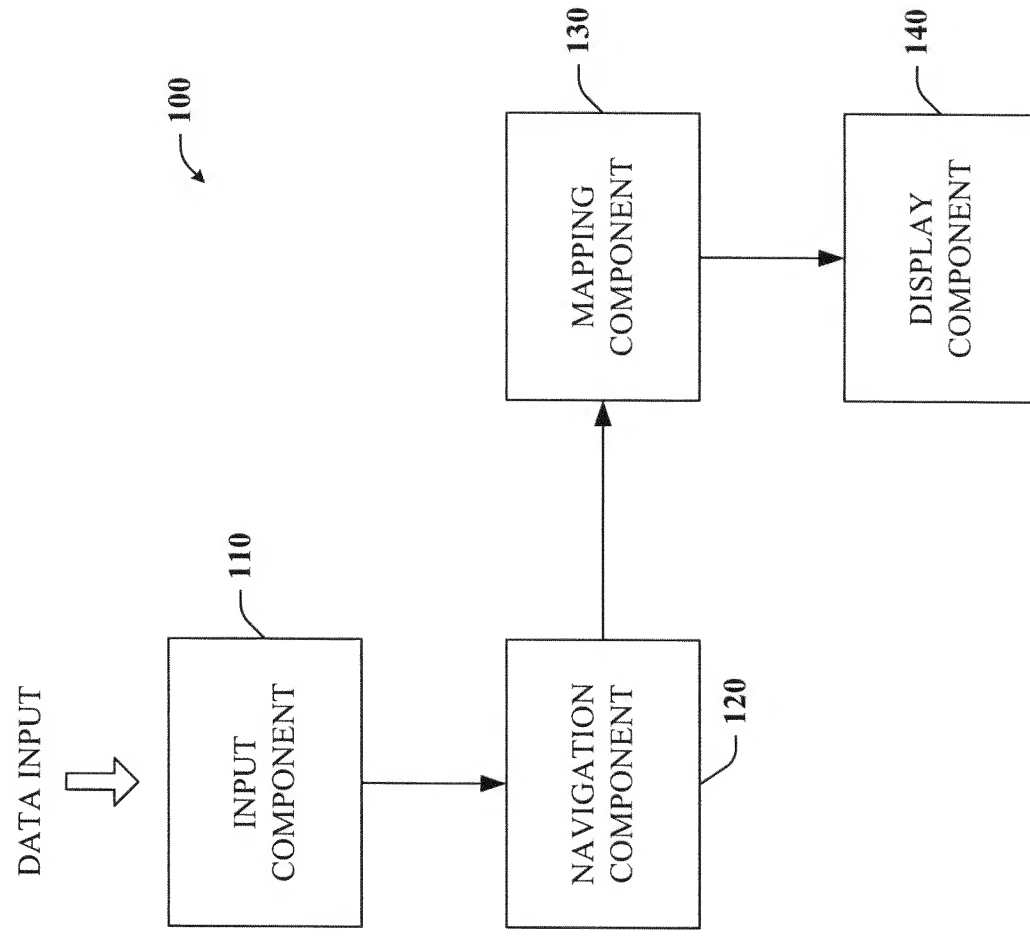 DATA INPUT
100
110
INPUT
COMPONENT
NAVIGATION
COMPONENT
120
130
MAPPING
COMPONENT
140
DISPLAY
COMPONENT